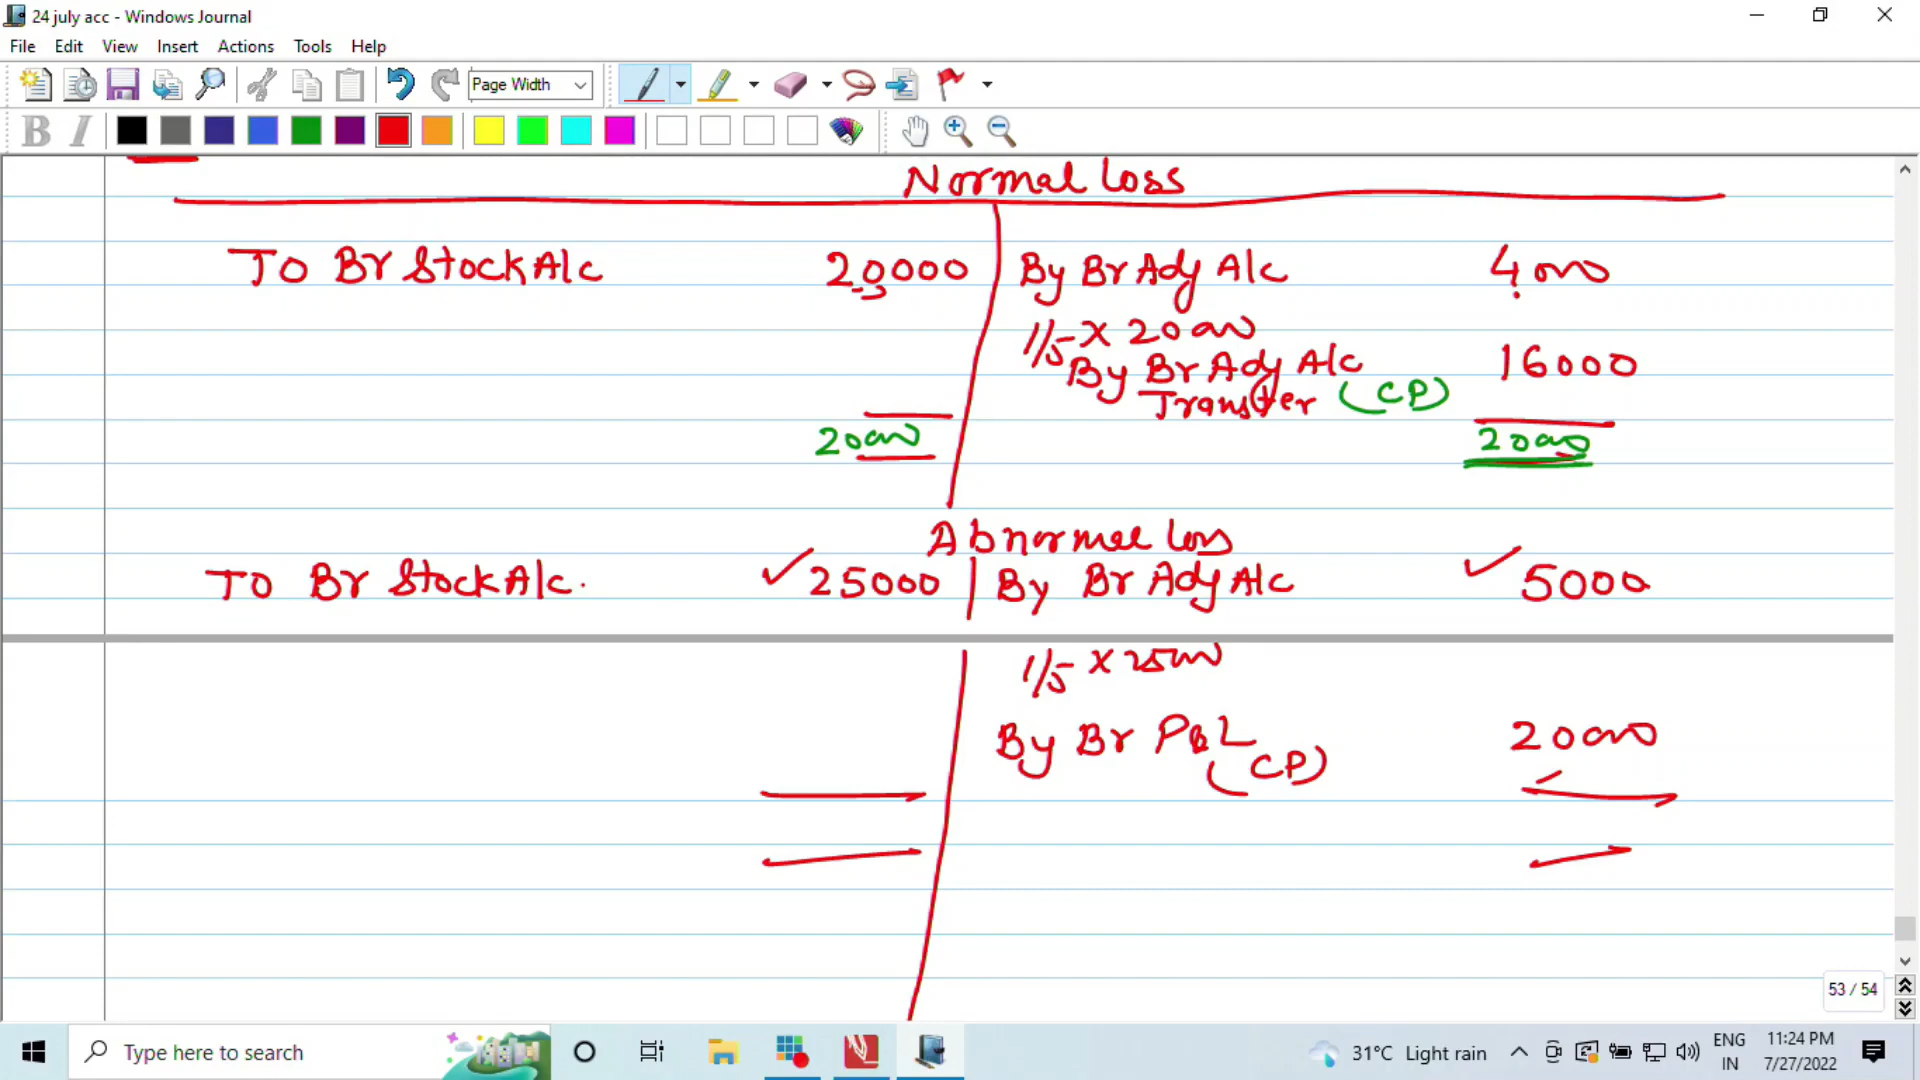 24 july acc - Windows Journal
File Edit View Insert Actions Tools Help
Page Width
B I
Normal Loss
To Br Stock A/c 20000 By Br Adj A/c 4000
1/5 X 20000
By Br Adj A/c 16000
Transfer (CP)
20000 20000
Abnormal Loss
To Br Stock A/c. 25000 By Br Adj A/c 5000
1/5 X 25000
By Br P&L 20000
(CP)
53 / 54
Type here to search
31°C Light rain
ENG
IN
11:24 PM
7/27/2022